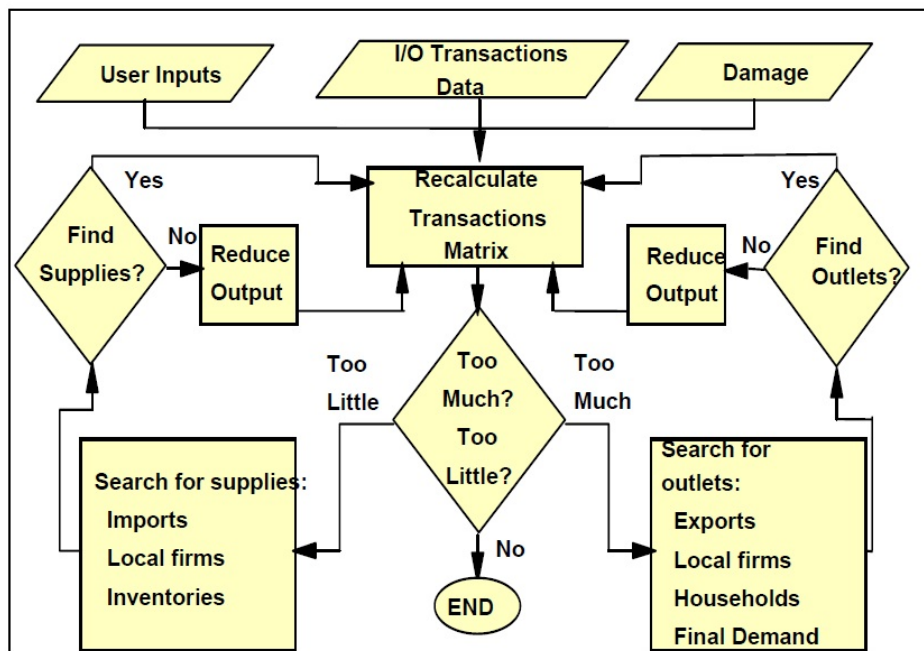 User Inputs
I/O Transactions
Data
Damage
Yes
Recalculate
Transactions
Matrix
Yes
Find
Supplies?
No
Reduce
Output
Reduce
Output
No
Find
Outlets?
Too
Little
Too
Much?
Too
Little?
Too
Much
Search for supplies:
Imports
Local firms
Inventories
No
END
Search for
outlets:
Exports
Local firms
Households
Final Demand